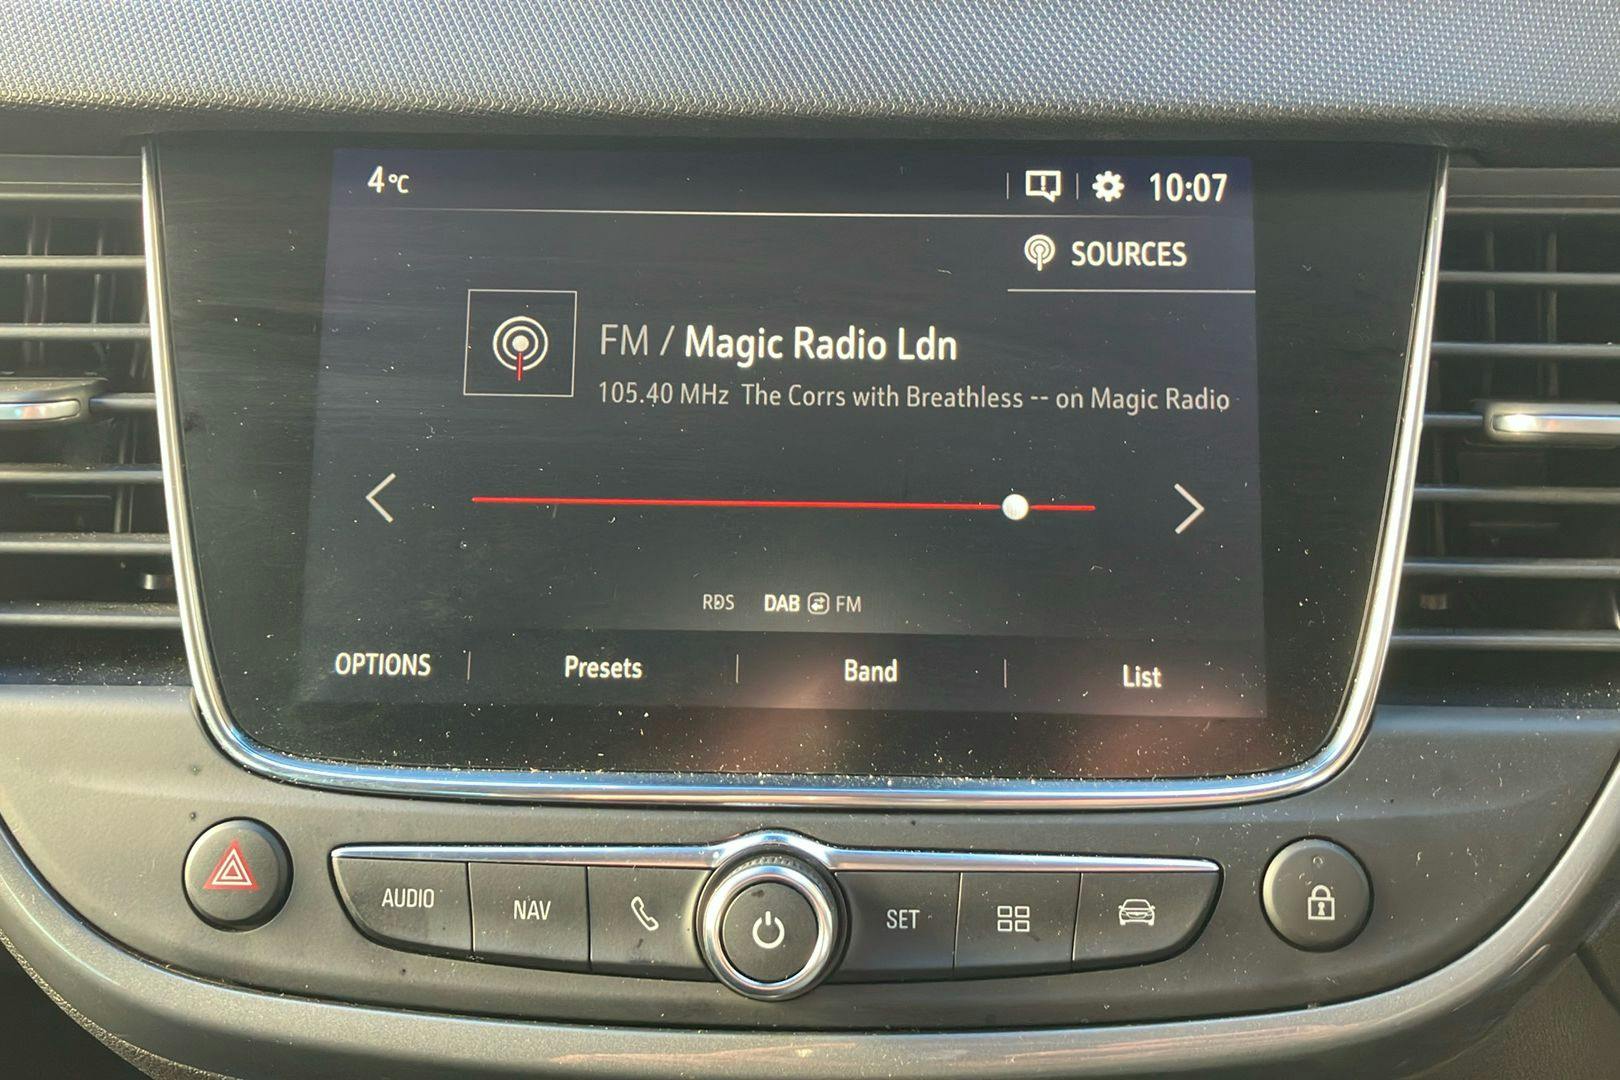 4°C
10:07
SOURCES
FM / Magic Radio Ldn
105.40 MHz The Corrs with Breathless -- on Magic Radio
RDS DAB FM
OPTIONS Presets Band List
AUDIO NAV SET